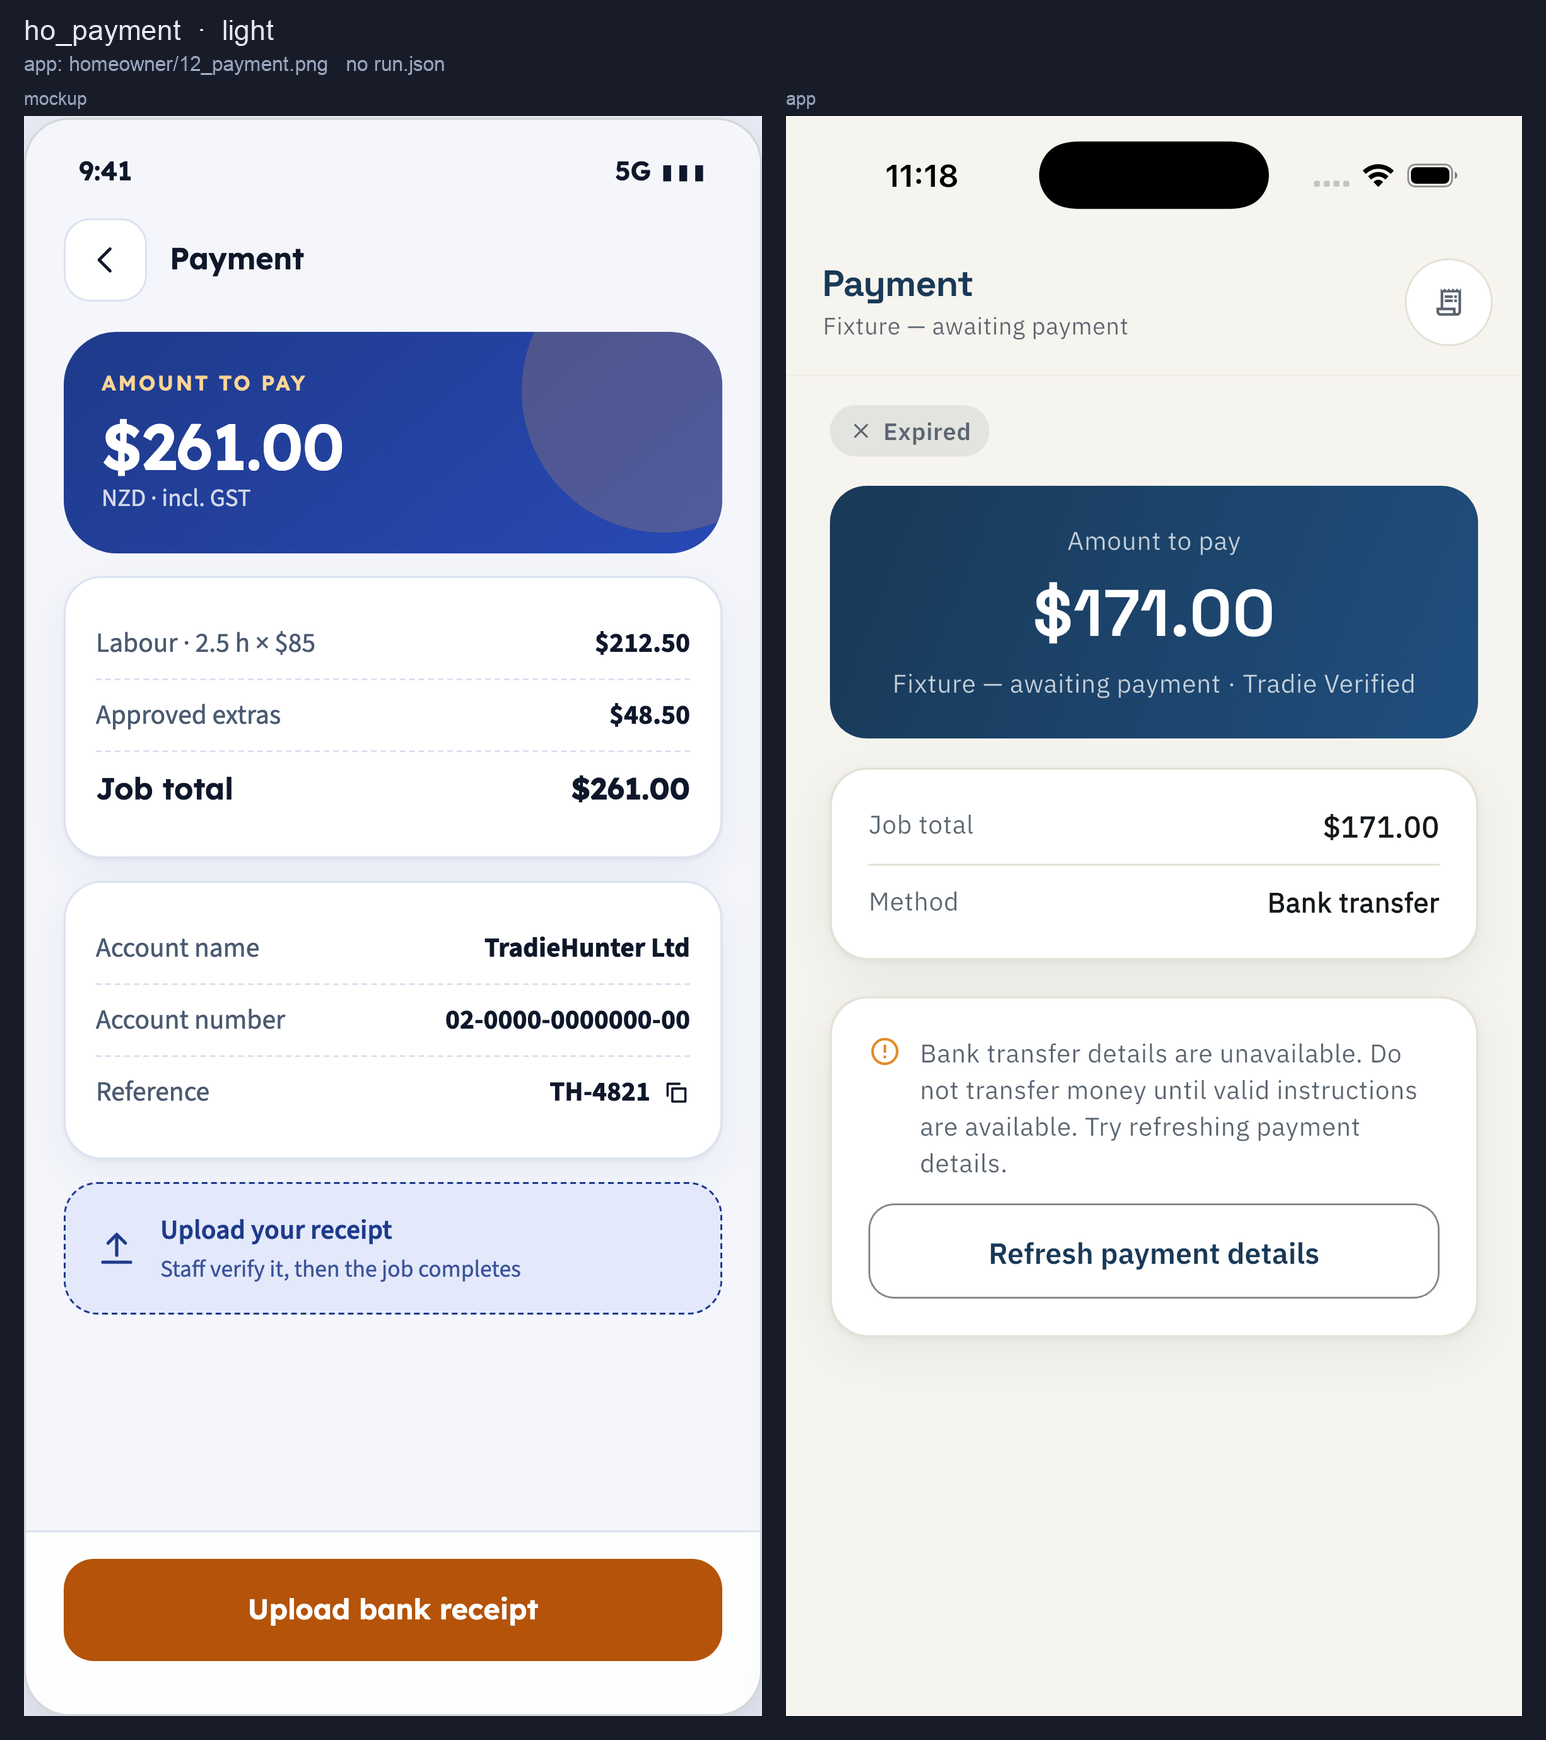 ho_payment · light
app: homeowner/12_payment.png no run.json
mockup
9:41
5G
Payment
AMOUNT TO PAY
$261.00
NZD · incl. GST
Labour · 2.5 h × $85
$212.50
Approved extras
$48.50
Job total
$261.00
Account name
TradieHunter Ltd
Account number
02-0000-0000000-00
Reference
TH-4821
Upload your receipt
Staff verify it, then the job completes
Upload bank receipt
app
11:18
Payment
Fixture — awaiting payment
Expired
Amount to pay
$171.00
Fixture — awaiting payment · Tradie Verified
Job total
$171.00
Method
Bank transfer
Bank transfer details are unavailable. Do
not transfer money until valid instructions
are available. Try refreshing payment
details.
Refresh payment details